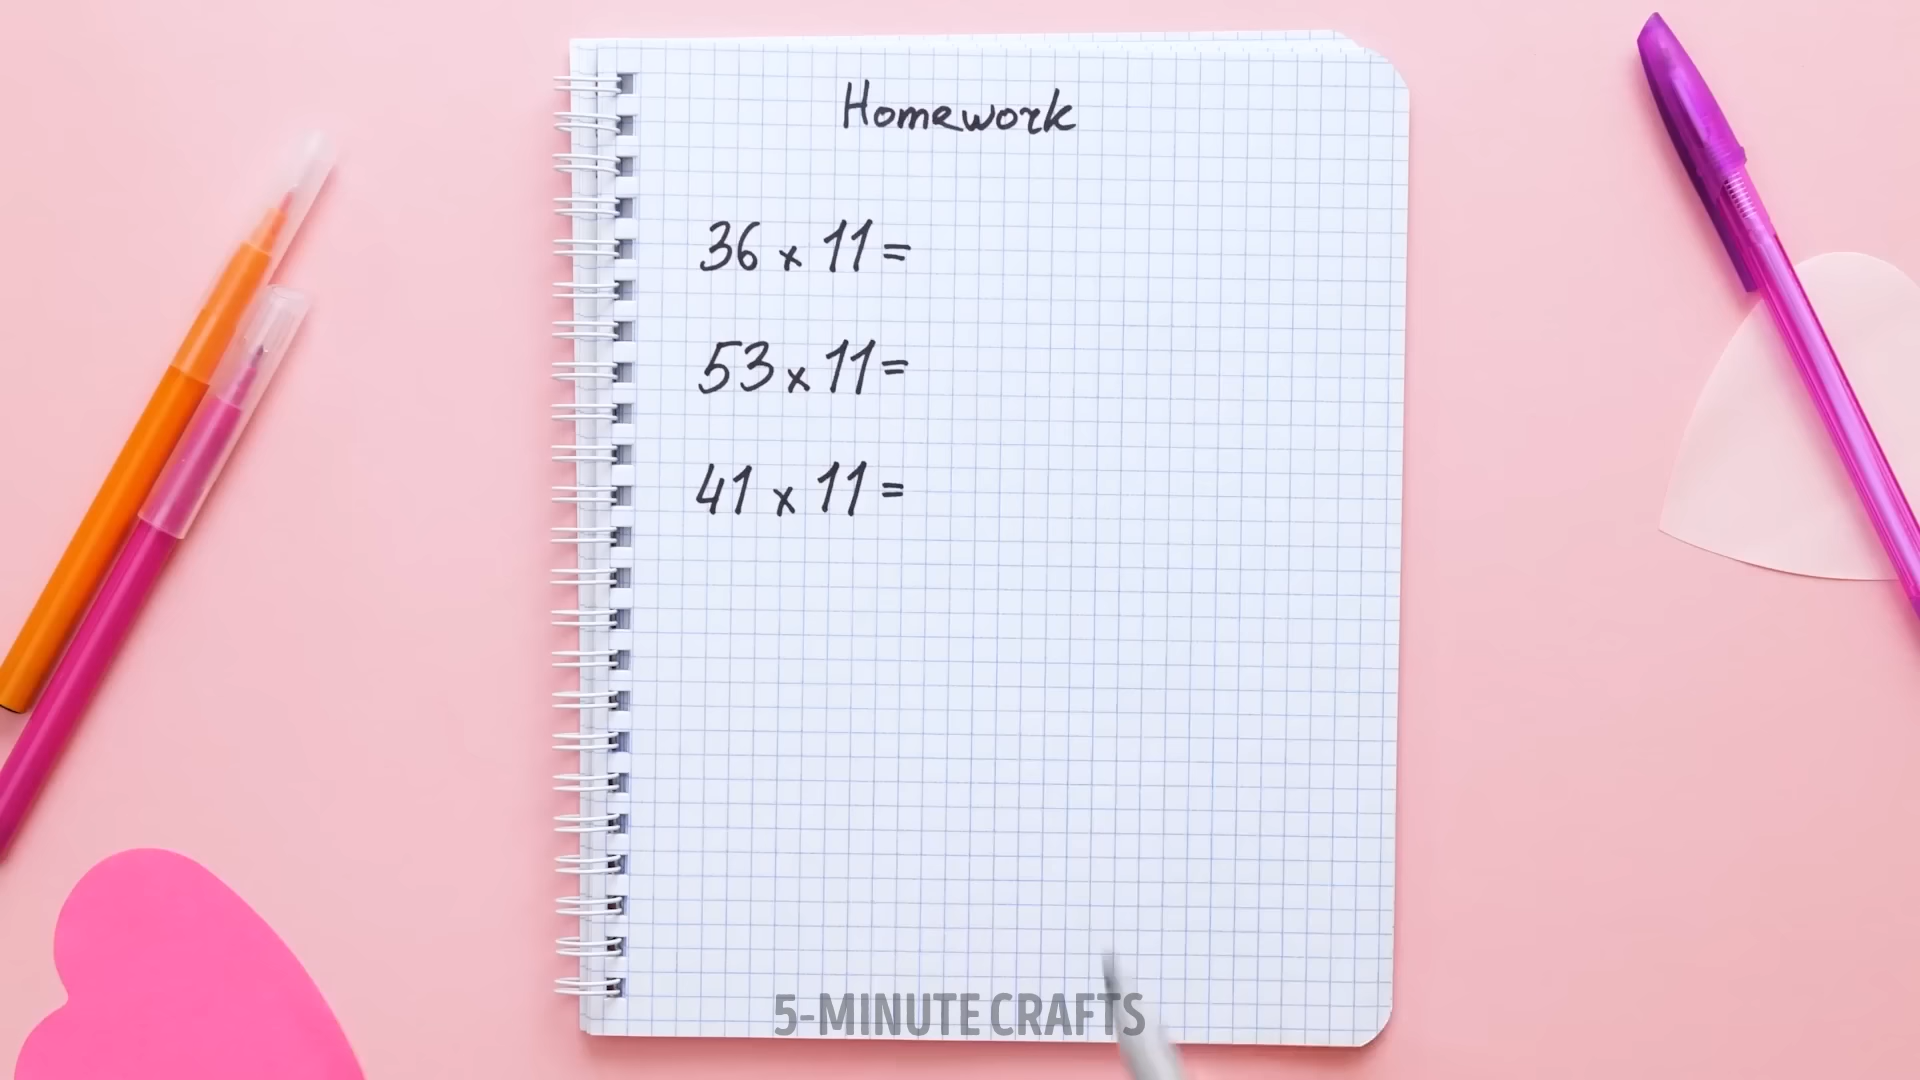 Homework
36 x 11 =
53 x 11 =
41 x 11 =
5-MINUTE CRAFTS